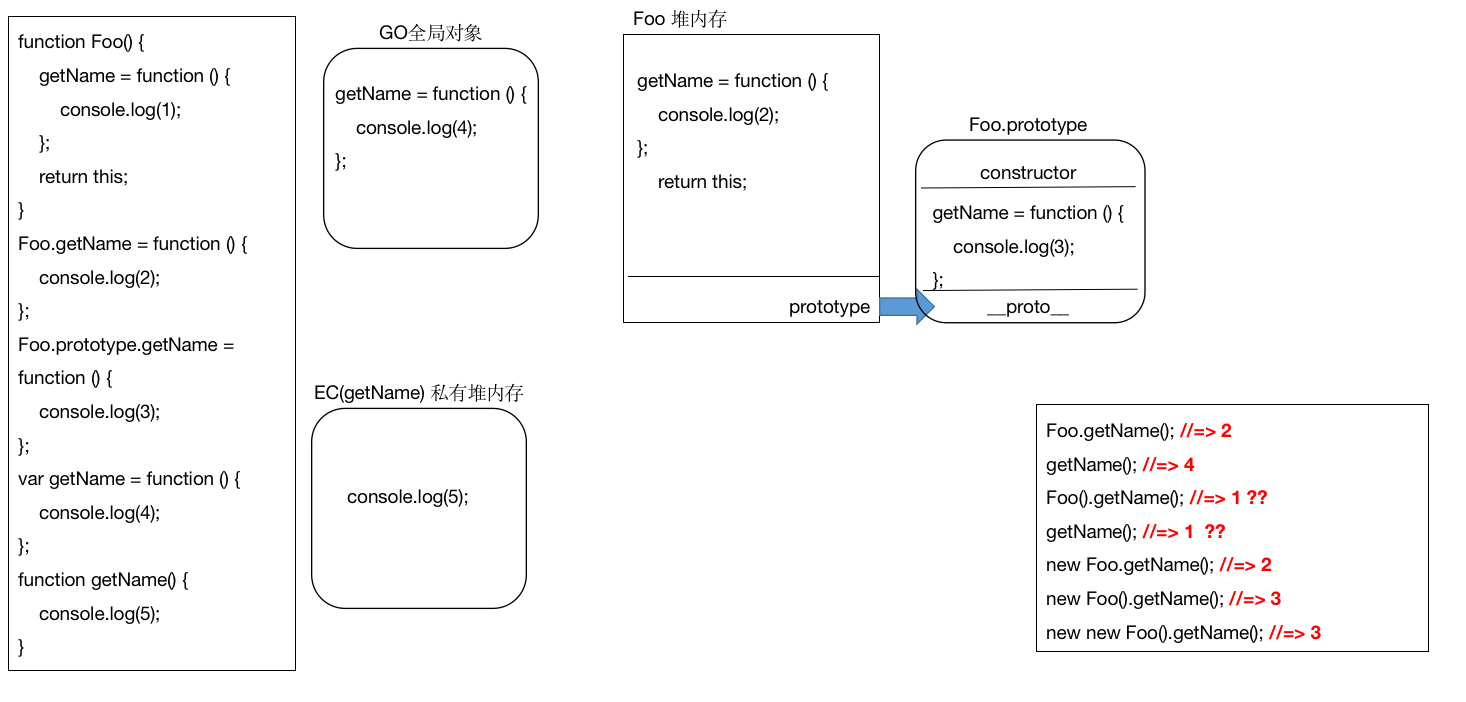 function Foo() {
getName = function () {
console.log(1);
};
return this;
}
Foo.getName = function () {
console.log(2);
};
Foo.prototype.getName =
function () {
console.log(3);
};
var getName = function () {
console.log(4);
};
function getName() {
console.log(5);
}
GO全局对象
getName = function () {
console.log(4);
};
EC(getName) 私有堆内存
console.log(5);
Foo 堆内存
getName = function () {
console.log(2);
};
return this;
prototype
Foo.prototype
constructor
getName = function () {
console.log(3);
};
__proto__
Foo.getName(); //=> 2
getName(); //=> 4
Foo().getName(); //=> 1 ??
getName(); //=> 1  ??
new Foo.getName(); //=> 2
new Foo().getName(); //=> 3
new new Foo().getName(); //=> 3